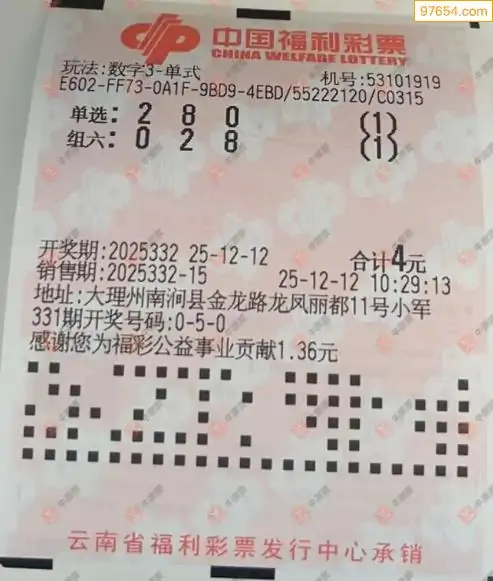 97654.com
中国福利彩票
CHINA WELFARE LOTTERY
玩法:数字3-单式 机号:53101919
E602-FF73-0A1F-9BD9-4EBD/55222120/C0315
单选: 2 8 0 {1}
组六: 0 2 8 {1}
开奖期:2025332 25-12-12 合计4元
销售期:2025332-15 25-12-12 10:29:13
地址:大理州南涧县金龙路龙凤丽都11号小军
331期开奖号码:0-5-0
感谢您为福彩公益事业贡献1.36元
云南省福利彩票发行中心承销